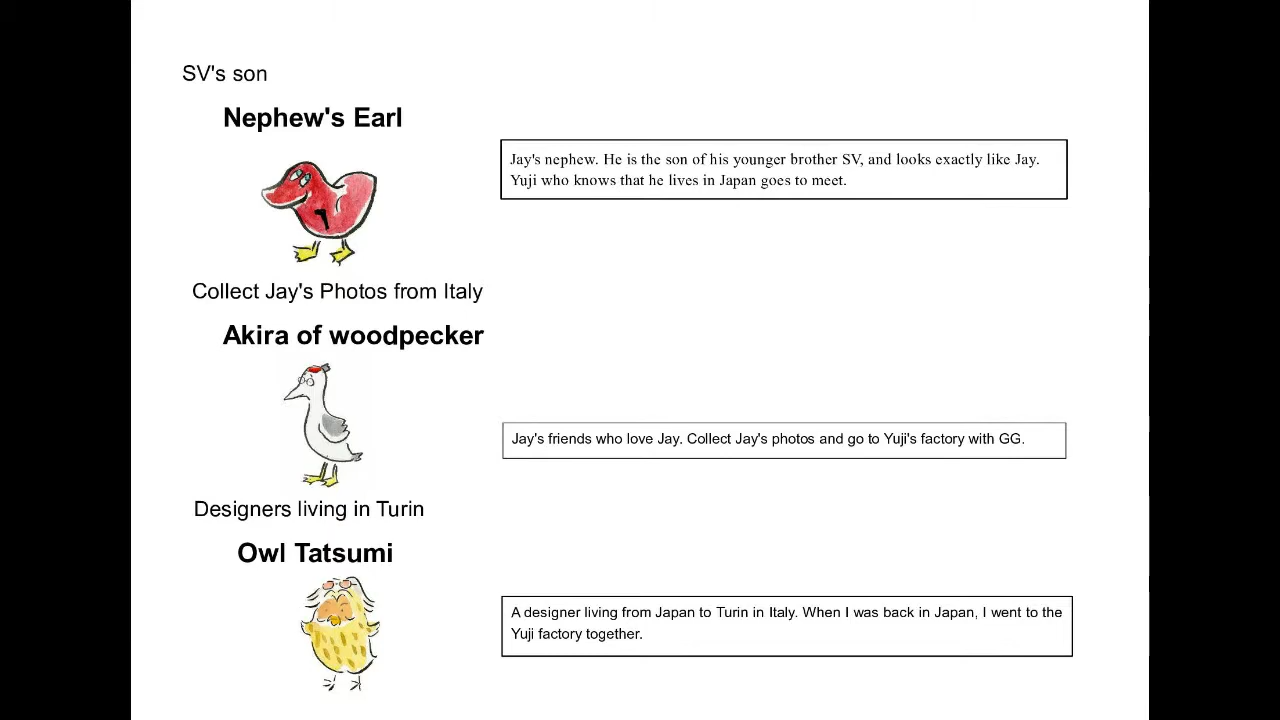 SV's son
Nephew's Earl
Jay's nephew. He is the son of his younger brother SV, and looks exactly like Jay.
Yuji who knows that he lives in Japan goes to meet.
Collect Jay's Photos from Italy
Akira of woodpecker
Jay's friends who love Jay. Collect Jay's photos and go to Yuji's factory with GG.
Designers living in Turin
Owl Tatsumi
A designer living from Japan to Turin in Italy. When I was back in Japan, I went to the
Yuji factory together.